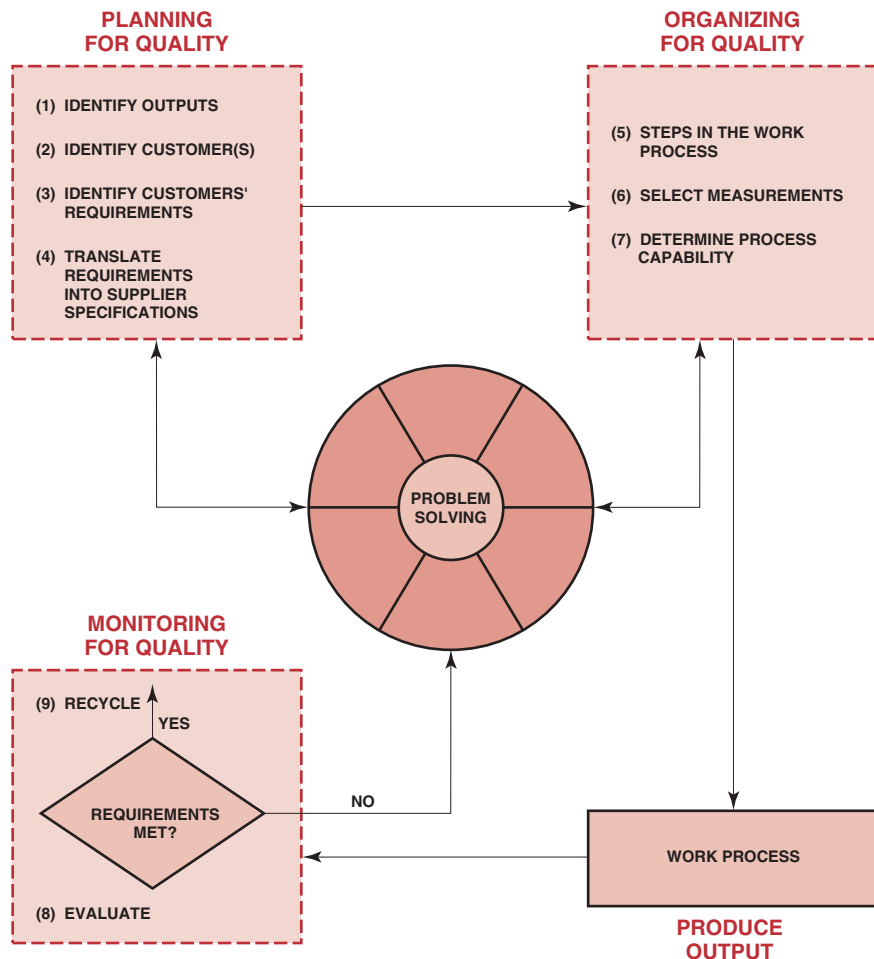 PLANNING
FOR QUALITY
(1) IDENTIFY OUTPUTS
(2) IDENTIFY CUSTOMER(S)
(3) IDENTIFY CUSTOMERS'
REQUIREMENTS
(4) TRANSLATE
REQUIREMENTS
INTO SUPPLIER
SPECIFICATIONS
ORGANIZING
FOR QUALITY
(5) STEPS IN THE WORK
PROCESS
(6) SELECT MEASUREMENTS
(7) DETERMINE PROCESS
CAPABILITY
PROBLEM
SOLVING
MONITORING
FOR QUALITY
(9) RECYCLE
YES
REQUIREMENTS
MET?
NO
(8) EVALUATE
WORK PROCESS
PRODUCE
OUTPUT